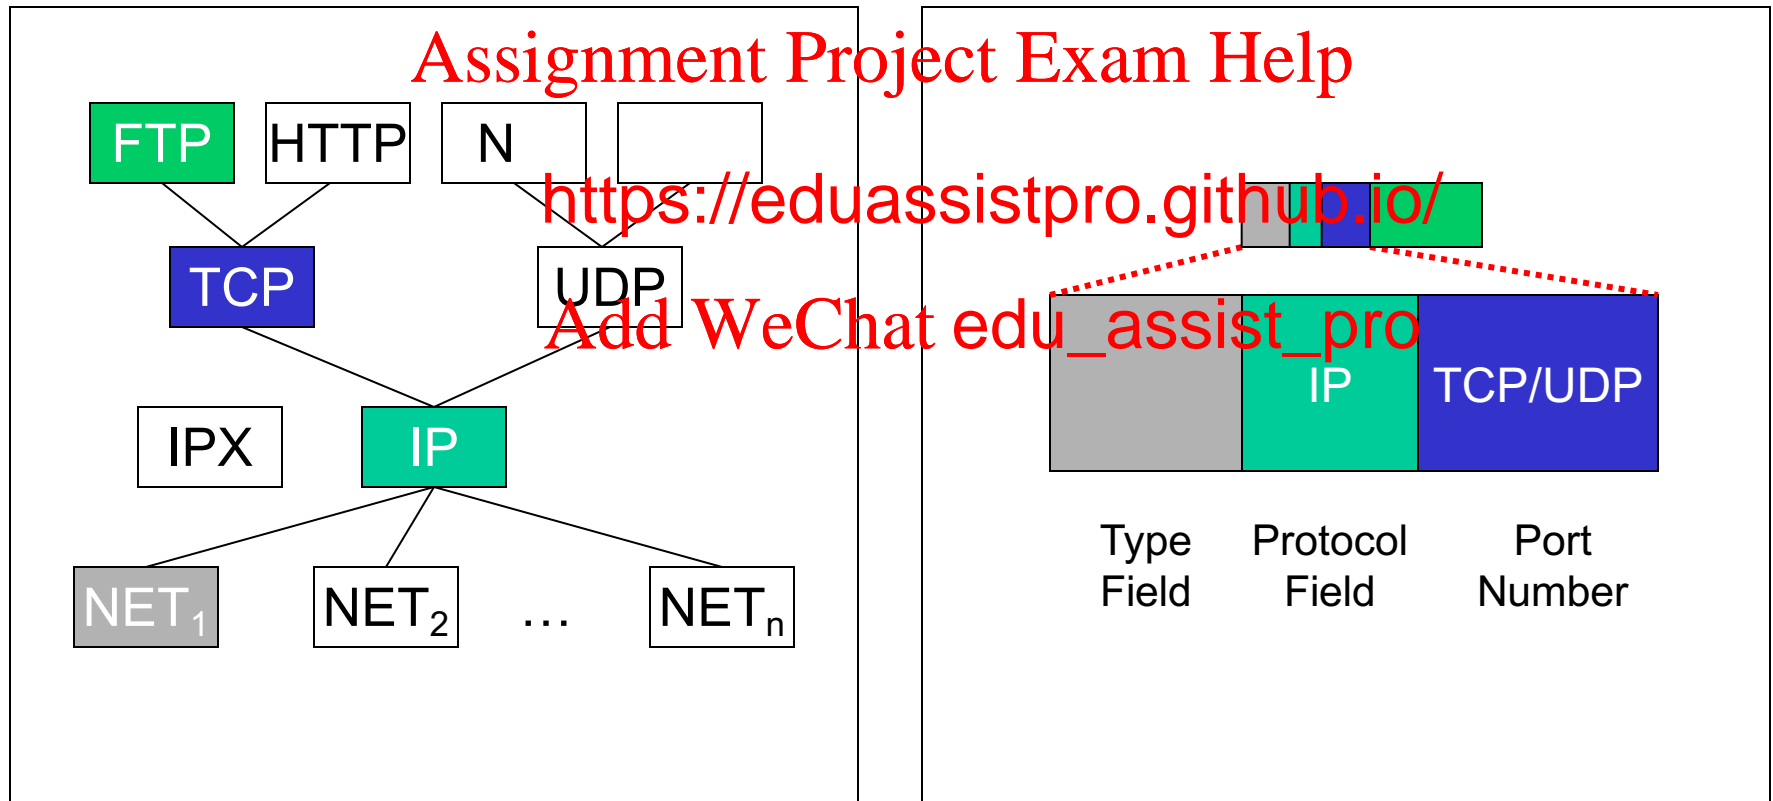 Assignment Project Exam Help
FTP HTTP N
https://eduassistpro.github.io/
TCP UDP
Add WeChat edu_assist_pro
IPX IP
NET1 NET2 … NETn
IP TCP/UDP
Type Protocol Port
Field Field Number